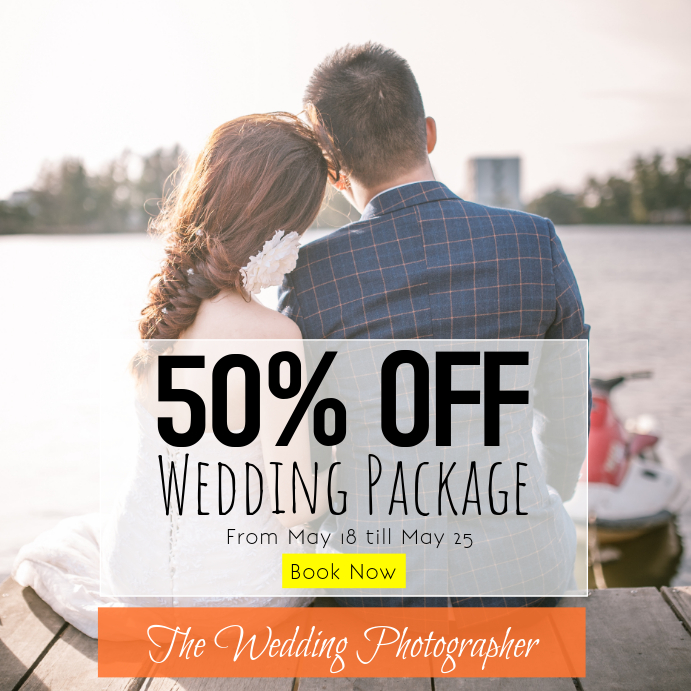 50% OFF
Wedding Package
From May 18 till May 25
Book Now
The Wedding Photographer